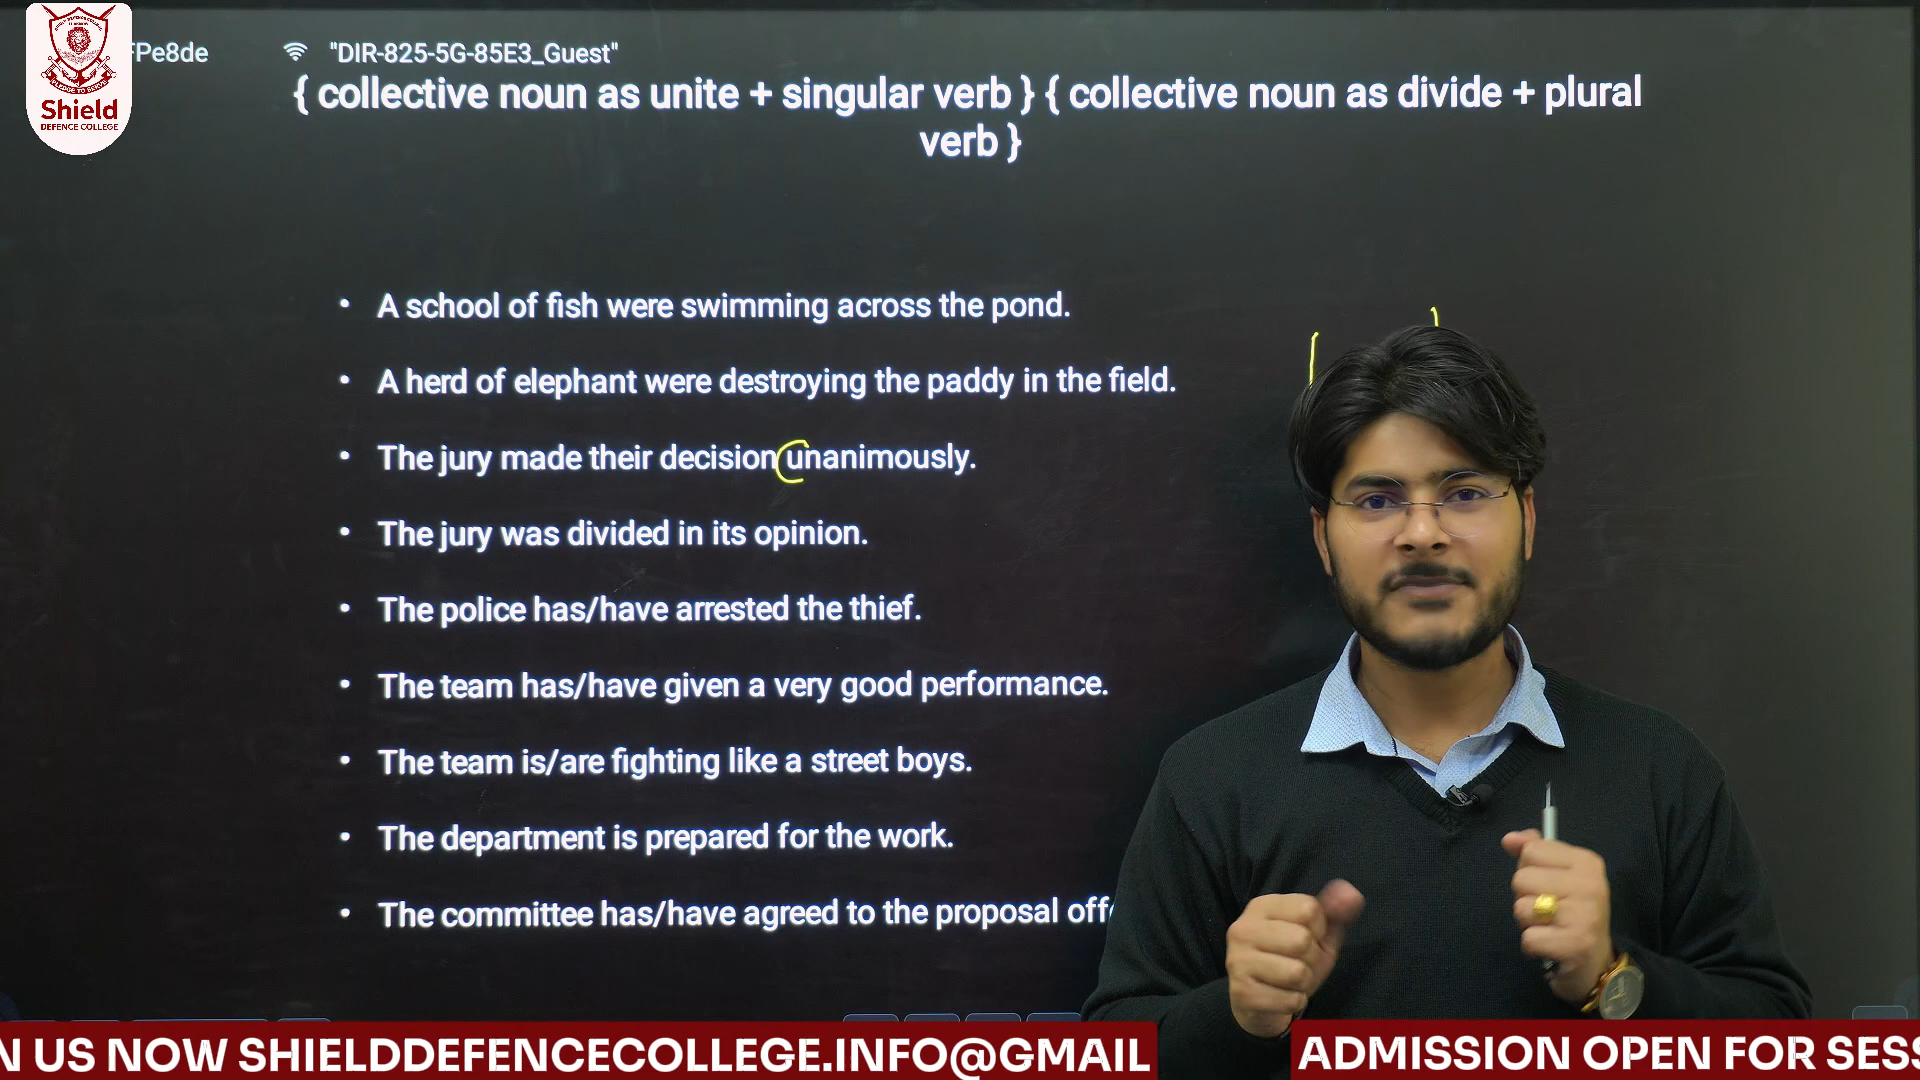 FPe8de "DIR-825-5G-85E3_Guest"
Shield
DEFENCE COLLEGE
{ collective noun as unite + singular verb } { collective noun as divide + plural
verb }
• A school of fish were swimming across the pond.
• A herd of elephant were destroying the paddy in the field.
• The jury made their decision unanimously.
• The jury was divided in its opinion.
• The police has/have arrested the thief.
• The team has/have given a very good performance.
• The team is/are fighting like a street boys.
• The department is prepared for the work.
• The committee has/have agreed to the proposal off
N US NOW SHIELDDEFENCECOLLEGE.INFO@GMAIL
ADMISSION OPEN FOR SESS